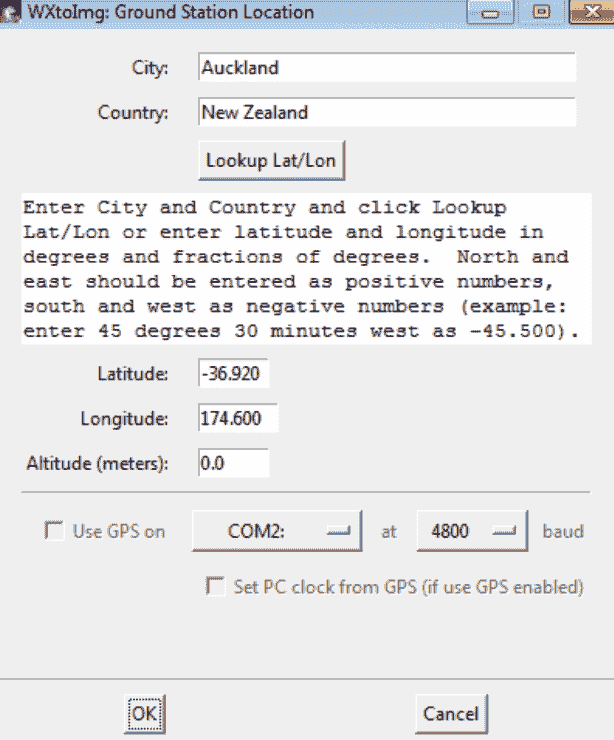 WXtoImg: Ground Station Location
City: Auckland
Country: New Zealand
Lookup Lat/Lon
Enter City and Country and click Lookup
Lat/Lon or enter latitude and longitude in
degrees and fractions of degrees.  North and
east should be entered as positive numbers,
south and west as negative numbers (example:
enter 45 degrees 30 minutes west as -45.500).
Latitude: -36.920
Longitude: 174.600
Altitude (meters): 0.0
Use GPS on COM2: at 4800 baud
Set PC clock from GPS (if use GPS enabled)
OK Cancel